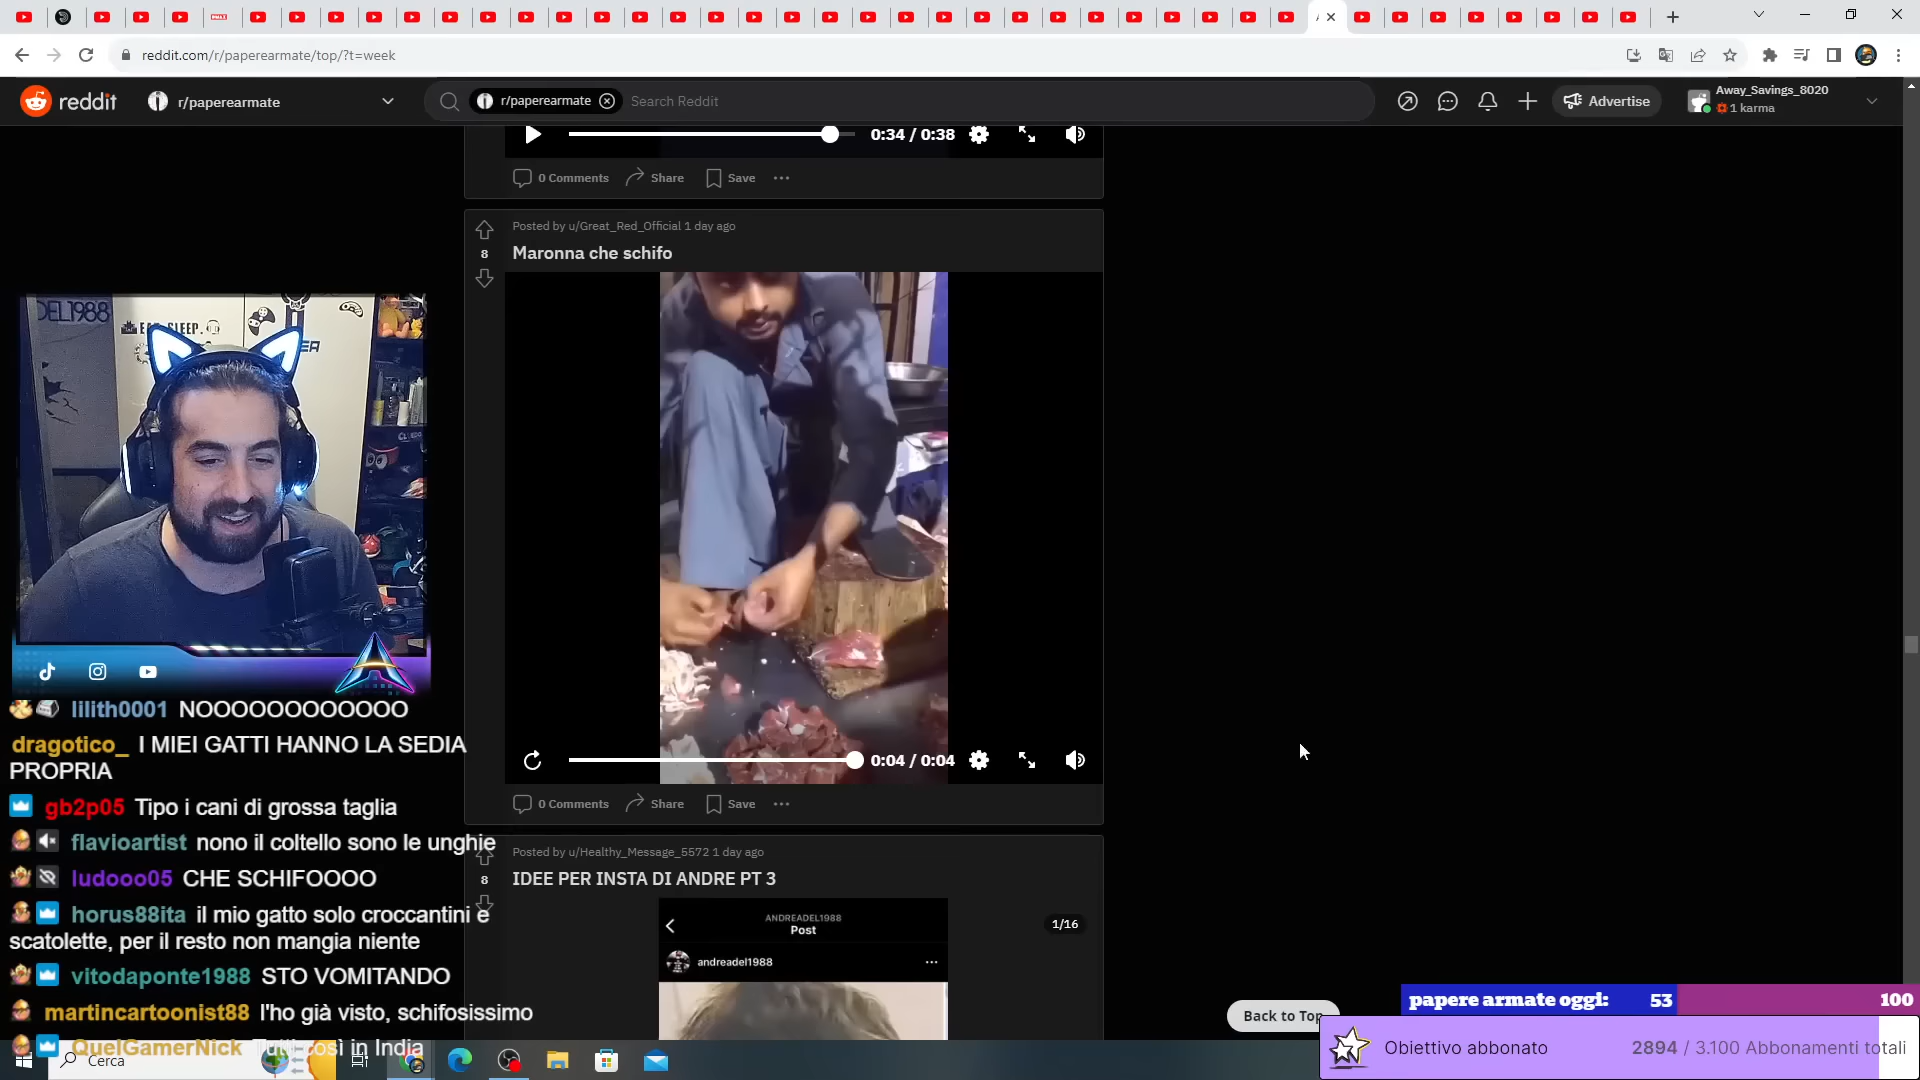 reddit.com/r/paperearmate/top/?t=week
reddit
r/paperearmate
r/paperearmate
Search Reddit
Advertise
Away_Savings_8020
1 karma
0:34 / 0:38
0 Comments
Share
Save
Posted by u/Great_Red_Official 1 day ago
8
Maronna che schifo
0:04 / 0:04
0 Comments
Share
Save
DEL1988
lilith0001 NOOOOOOOOOOOO
dragotico_ I MIEI GATTI HANNO LA SEDIA
PROPRIA
gb2p05 Tipo i cani di grossa taglia
flavioartist nono il coltello sono le unghie
ludooo05 CHE SCHIFOOOO
horus88ita il mio gatto solo croccantini e
scatolette, per il resto non mangia niente
vitodaponte1988 STO VOMITANDO
martincartoonist88 l'ho già visto, schifosissimo
QuelGamerNick Tutti così in India
Posted by u/Healthy_Message_5572 1 day ago
8
IDEE PER INSTA DI ANDRE PT 3
ANDREADEL1988
Post
1/16
andreadel1988
Back to Top
papere armate oggi: 53 100
Obiettivo abbonato 2894 / 3.100 Abbonamenti totali
Cerca